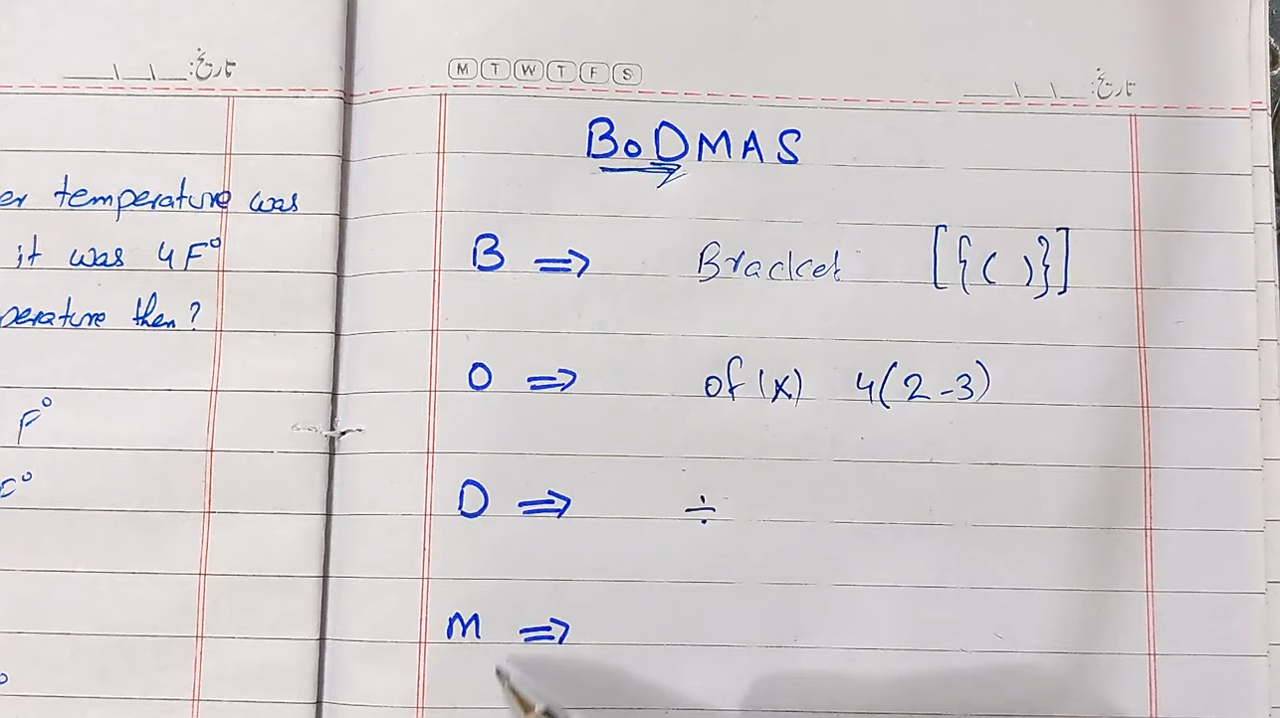 تاریخ:
er temperature was
it was 4F°
perature then?
F°
M T W T F S
تاریخ:
BODMAS
B ⇒ Bracket [{( )}]
O ⇒ of (x) 4(2-3)
D ⇒ ÷
M ⇒